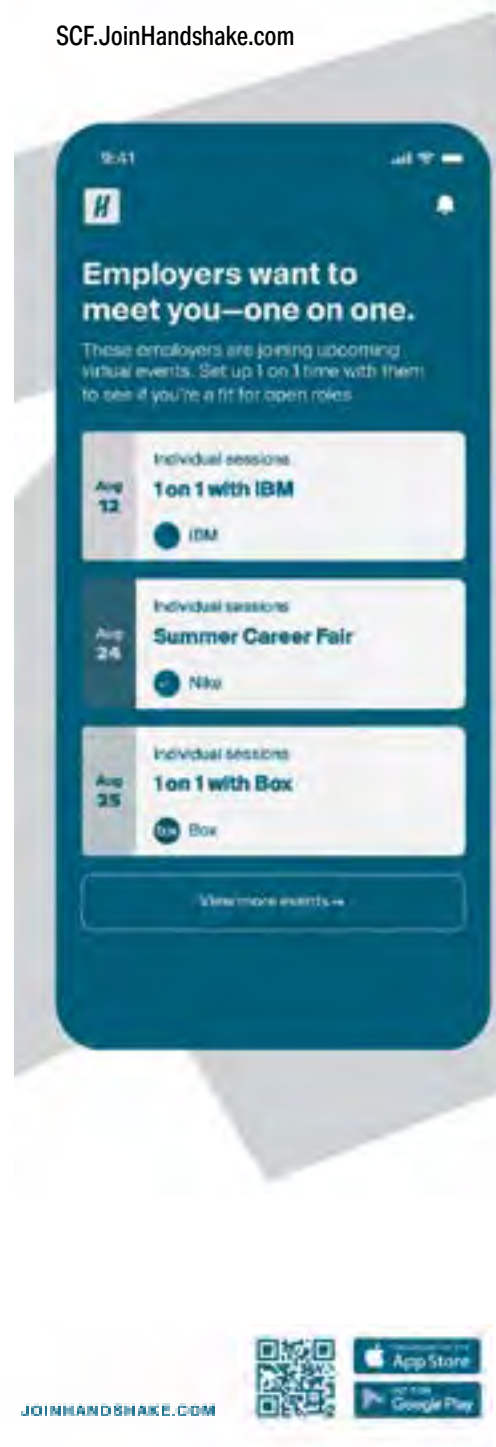 SCF.JoinHandshake.com
9:41
H
Employers want to
meet you—one on one.
These employers are joining upcoming
virtual events. Set up 1 on 1 time with them
to see if you're a fit for open roles
Individual sessions
Aug
12
1 on 1 with IBM
IBM
Individual sessions
Aug
24
Summer Career Fair
Nike
Individual sessions
Aug
25
1 on 1 with Box
box
Box
View more events→
App Store
GET IT ON
Google Play
JOINHANDSHAKE.COM